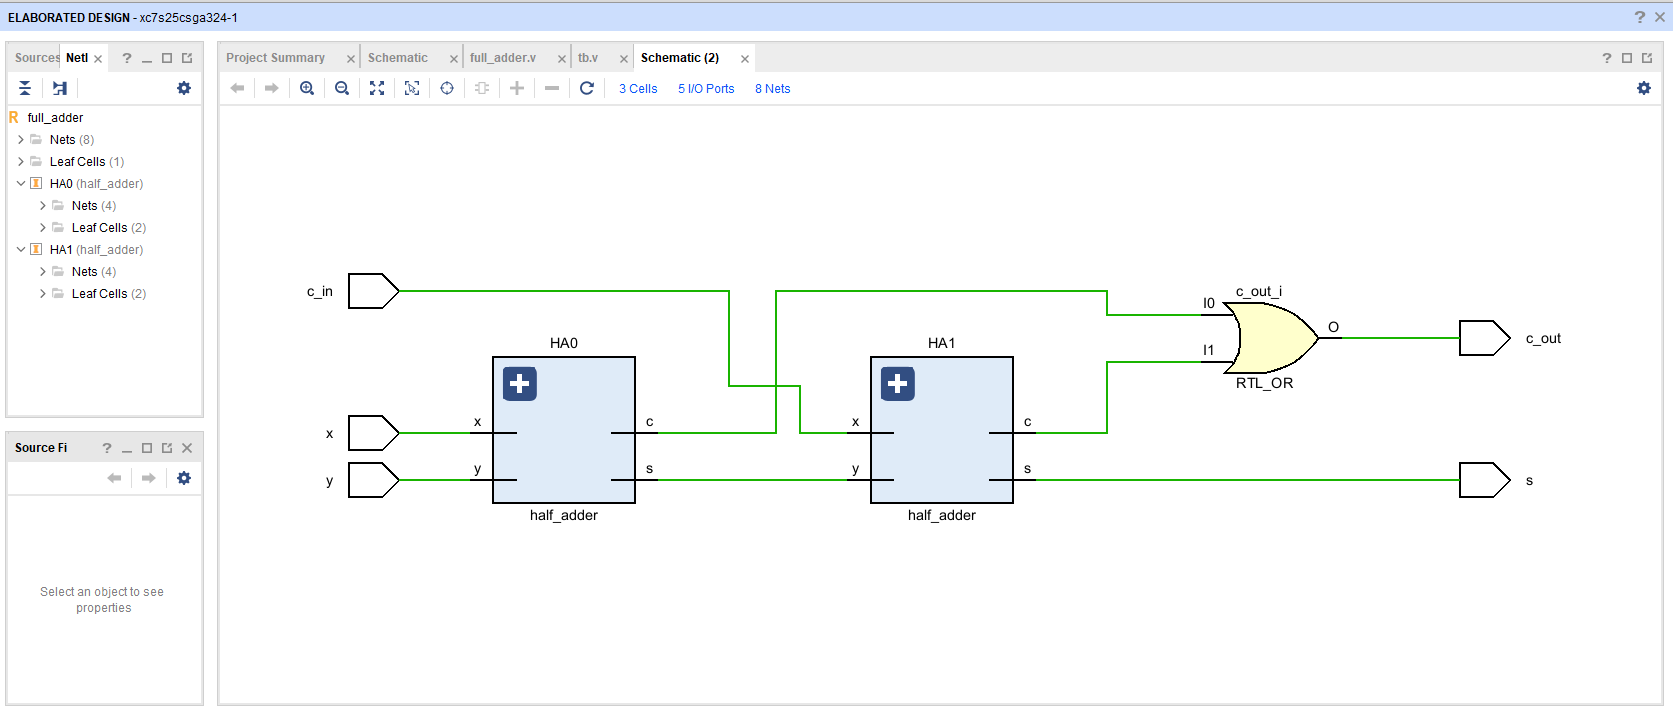 ELABORATED DESIGN - xc7s25csga324-1
Sources
Netl
Project Summary
Schematic
full_adder.v
tb.v
Schematic (2)
3 Cells
5 I/O Ports
8 Nets
full_adder
Nets (8)
Leaf Cells (1)
HA0 (half_adder)
Nets (4)
Leaf Cells (2)
HA1 (half_adder)
Nets (4)
Leaf Cells (2)
Source Fi
Select an object to see
properties
c_in
x
y
HA0
x
y
c
s
half_adder
HA1
x
y
c
s
half_adder
c_out_i
I0
I1
O
RTL_OR
c_out
s